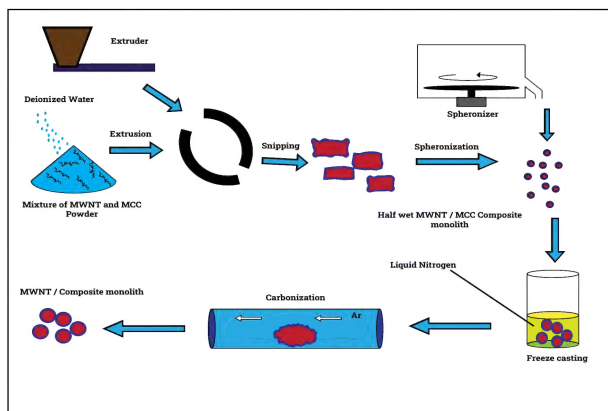 Extruder
Deionized Water
Extrusion
Mixture of MWNT and MCC
Powder
Snipping
Spheronizer
Spheronization
Half wet MWNT / MCC Composite
monolith
Liquid Nitrogen
Freeze casting
Carbonization
Ar
MWNT / Composite monolith